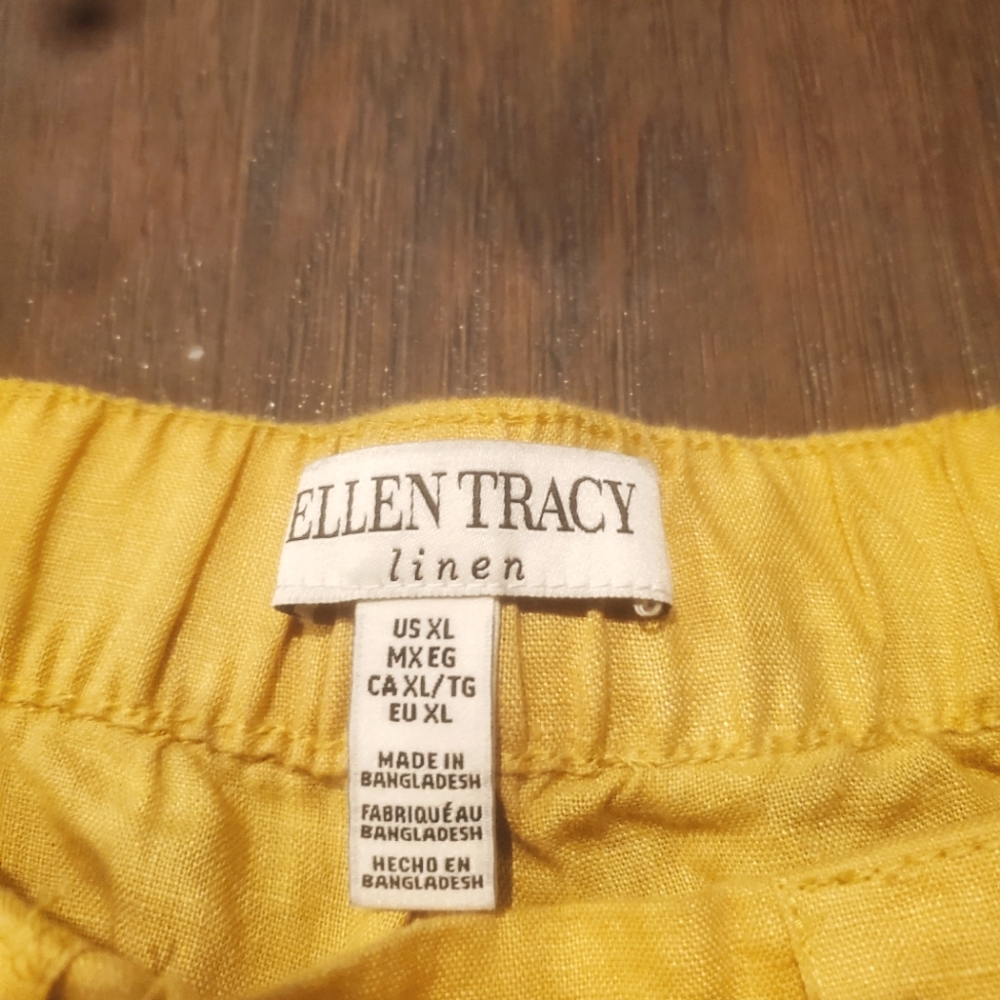 ELLEN TRACY
linen
US XL
MX EG
CA XL/TG
EU XL
MADE IN
BANGLADESH
FABRIQUÉ AU
BANGLADESH
HECHO EN
BANGLADESH